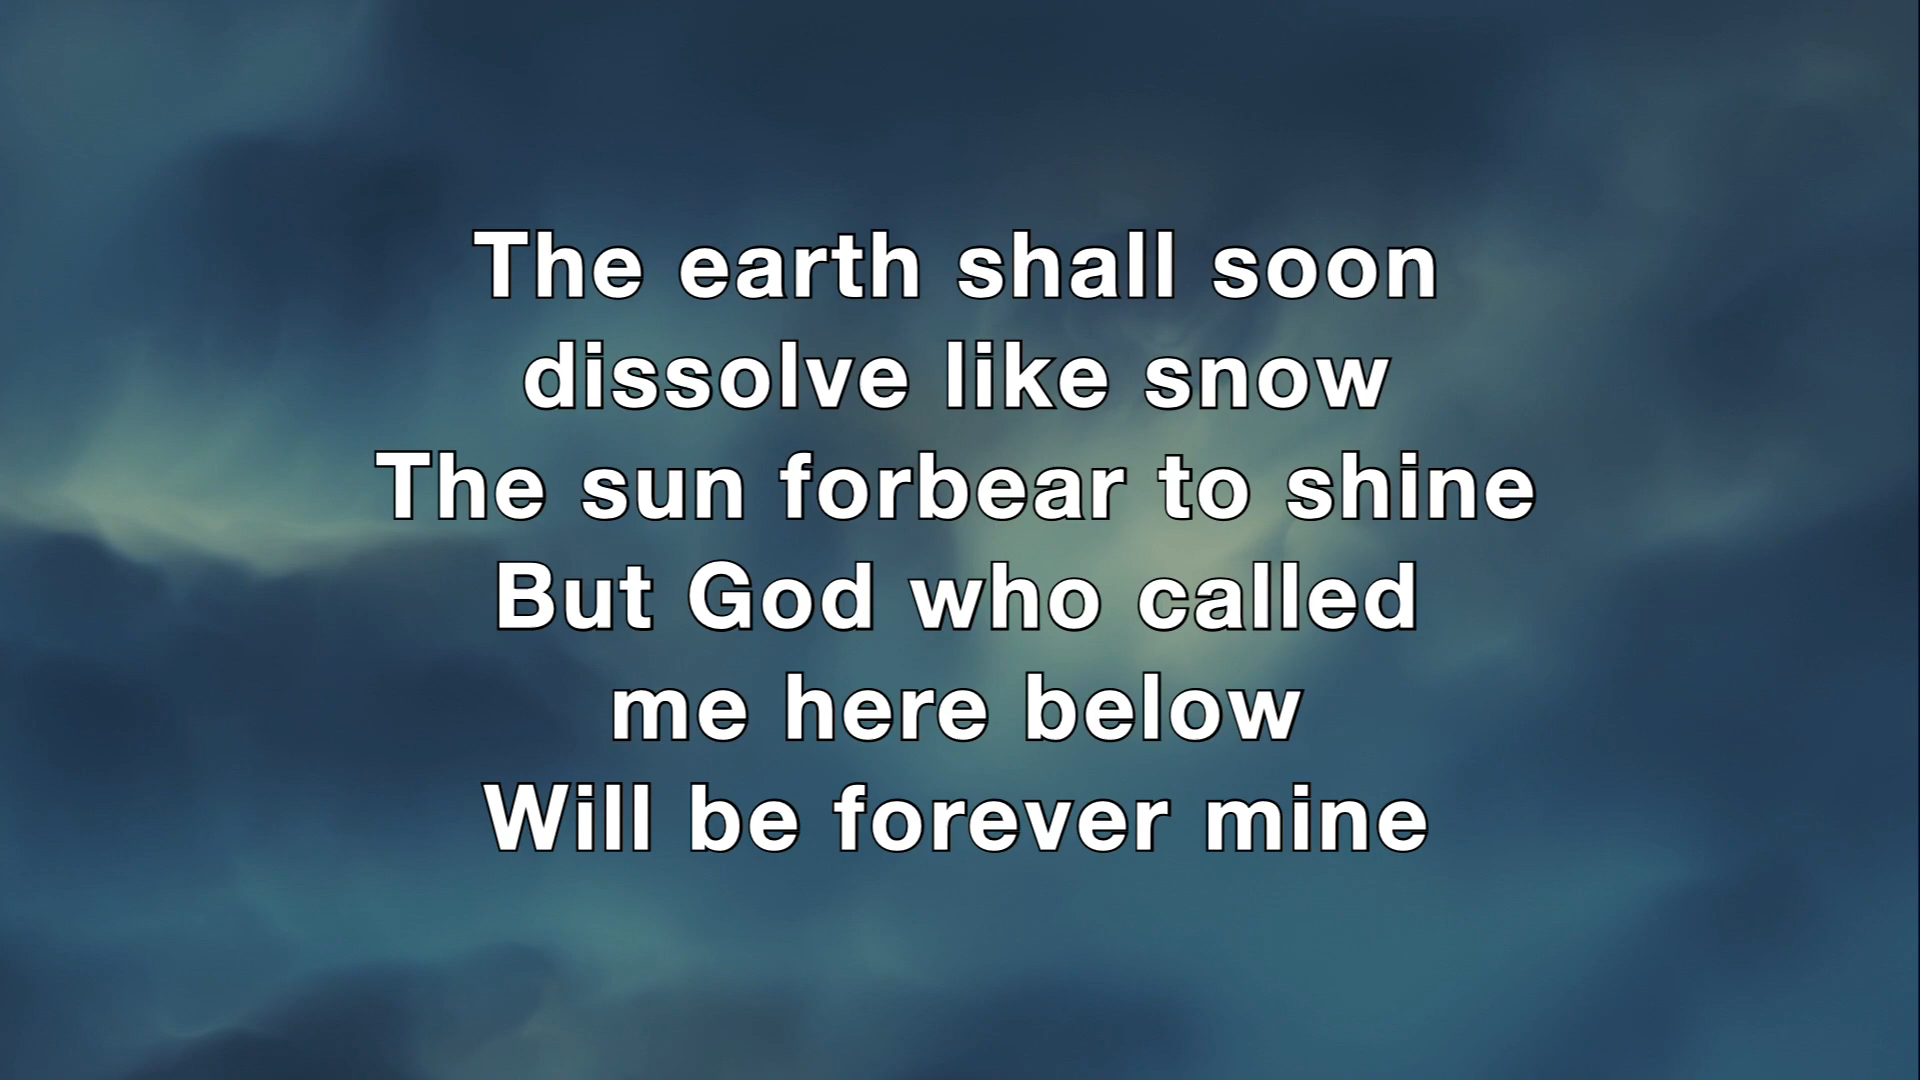 The earth shall soon
dissolve like snow
The sun forbear to shine
But God who called
me here below
Will be forever mine